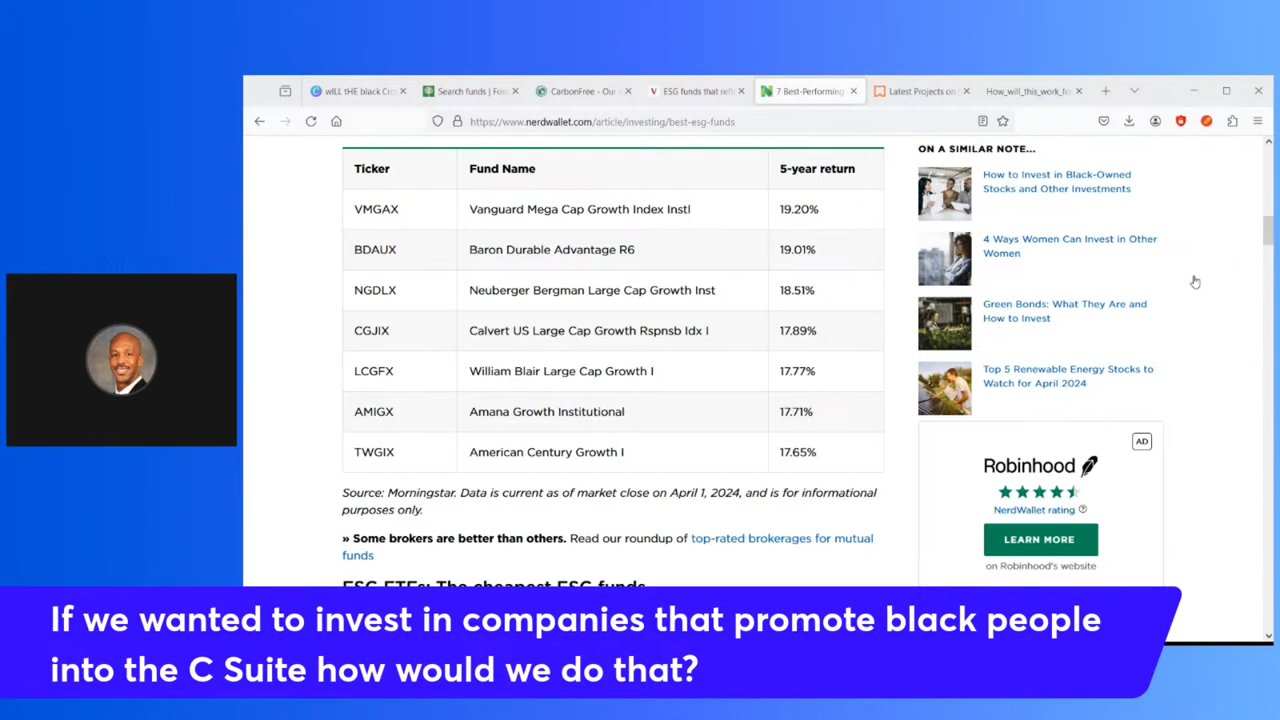 wILL tHE black Cr
Search funds | Fos
CarbonFree - Our
ESG funds that ref
7 Best-Performing
Latest Projects on
How_will_this_work_fo
https://www.nerdwallet.com/article/investing/best-esg-funds
Ticker Fund Name 5-year return
VMGAX Vanguard Mega Cap Growth Index Instl 19.20%
BDAUX Baron Durable Advantage R6 19.01%
NGDLX Neuberger Bergman Large Cap Growth Inst 18.51%
CGJIX Calvert US Large Cap Growth Rspnsb Idx I 17.89%
LCGFX William Blair Large Cap Growth I 17.77%
AMIGX Amana Growth Institutional 17.71%
TWGIX American Century Growth I 17.65%
Source: Morningstar. Data is current as of market close on April 1, 2024, and is for informational
purposes only.
» Some brokers are better than others. Read our roundup of top-rated brokerages for mutual
funds
ESG ETFs: The cheapest ESG funds
ON A SIMILAR NOTE...
How to Invest in Black-Owned
Stocks and Other Investments
4 Ways Women Can Invest in Other
Women
Green Bonds: What They Are and
How to Invest
Top 5 Renewable Energy Stocks to
Watch for April 2024
AD
Robinhood
NerdWallet rating
LEARN MORE
on Robinhood's website
If we wanted to invest in companies that promote black people
into the C Suite how would we do that?